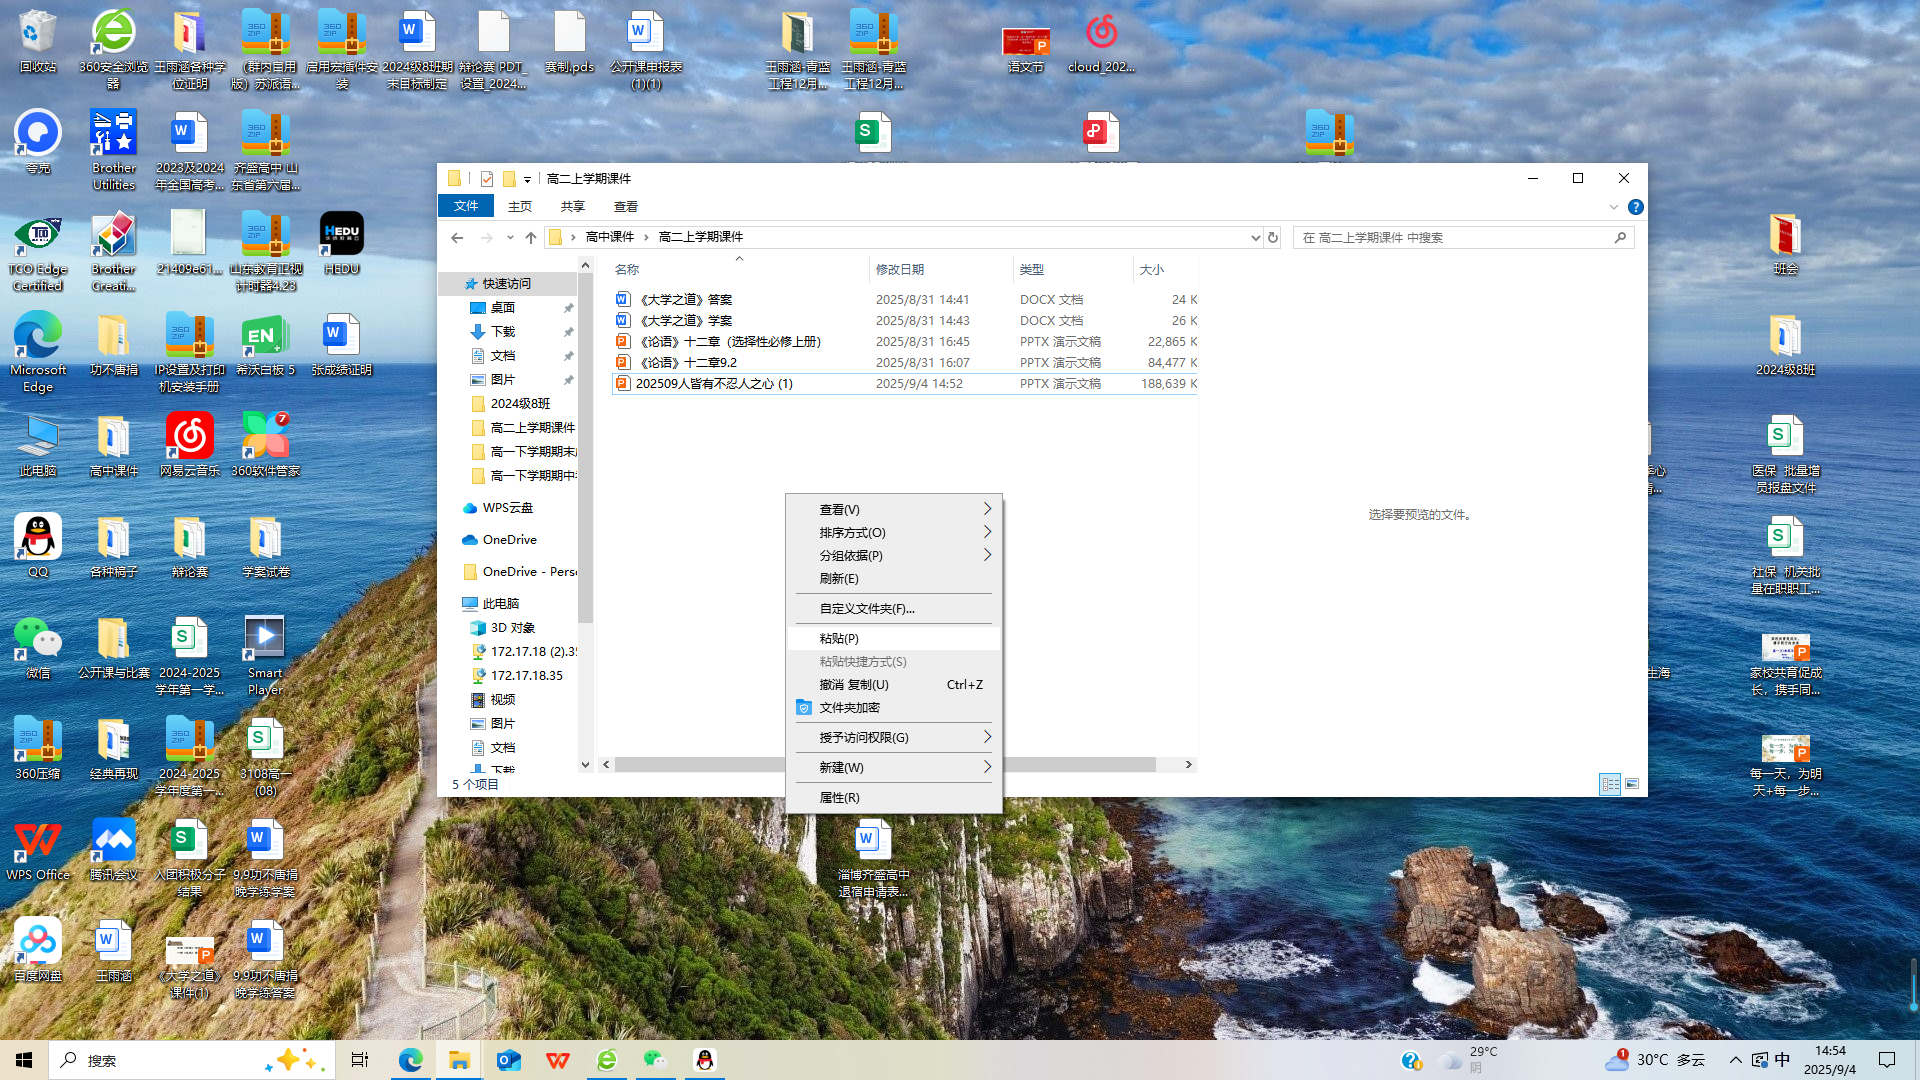 回收站
360安全浏览
器
王雨涵各种学
位证明
(群内自用
版）苏派语...
启用宏插件安
装
2024级8班期
末目标制定
辩论赛 PDT_
设置_2024...
赛制.pds
公开课申报表
(1)(1)
王雨涵-青蓝
工程12月...
王雨涵-青蓝
工程12月...
语文节
cloud_202...
夸克
Brother
Utilities
2023及2024
年全国高考...
齐盛高中 山
东省第六届...
TCO Edge
Certified
Brother
Creati...
21409e61...
山东教育卫视
计时器4.23
HEDU
Microsoft
Edge
功不唐捐
IP设置及打印
机安装手册
希沃白板 5
张成绩证明
此电脑
高中课件
网易云音乐
360软件管家
QQ
各种稿子
辩论赛
学案试卷
微信
公开课与比赛
2024-2025
学年第一学...
Smart
Player
360压缩
经典再现
2024-2025
学年度第一...
3108高一
(08)
WPS Office
腾讯会议
入团积极分子
结果
9.9功不唐捐
晚学练学案
百度网盘
王雨涵
《大学之道》
课件(1)
9.9功不唐捐
晚学练答案
高二上学期课件
文件
主页
共享
查看
高中课件
高二上学期课件
在 高二上学期课件 中搜索
快速访问
桌面
下载
文档
图片
2024级8班
高二上学期课件
高一下学期期末
高一下学期期中
WPS云盘
OneDrive
OneDrive - Perso
此电脑
3D 对象
172.17.18 (2).35
172.17.18.35
视频
图片
文档
下载
名称 修改日期 类型 大小
《大学之道》答案 2025/8/31 14:41 DOCX 文档 24 K
《大学之道》学案 2025/8/31 14:43 DOCX 文档 26 K
《论语》十二章（选择性必修上册） 2025/8/31 16:45 PPTX 演示文稿 22,865 K
《论语》十二章9.2 2025/8/31 16:07 PPTX 演示文稿 84,477 K
202509人皆有不忍人之心 (1) 2025/9/4 14:52 PPTX 演示文稿 188,639 K
选择要预览的文件。
查看(V)
排序方式(O)
分组依据(P)
刷新(E)
自定义文件夹(F)...
粘贴(P)
粘贴快捷方式(S)
撤消 复制(U) Ctrl+Z
文件夹加密
授予访问权限(G)
新建(W)
属性(R)
5 个项目
淄博齐盛高中
退宿申请表...
班会
2024级8班
医保_批量增
员报盘文件
社保_机关批
量在职职工...
家校共育促成
长，携手同...
每一天，为明
天+每一步...
搜索
29°C
阴
30°C 多云
中
14:54
2025/9/4